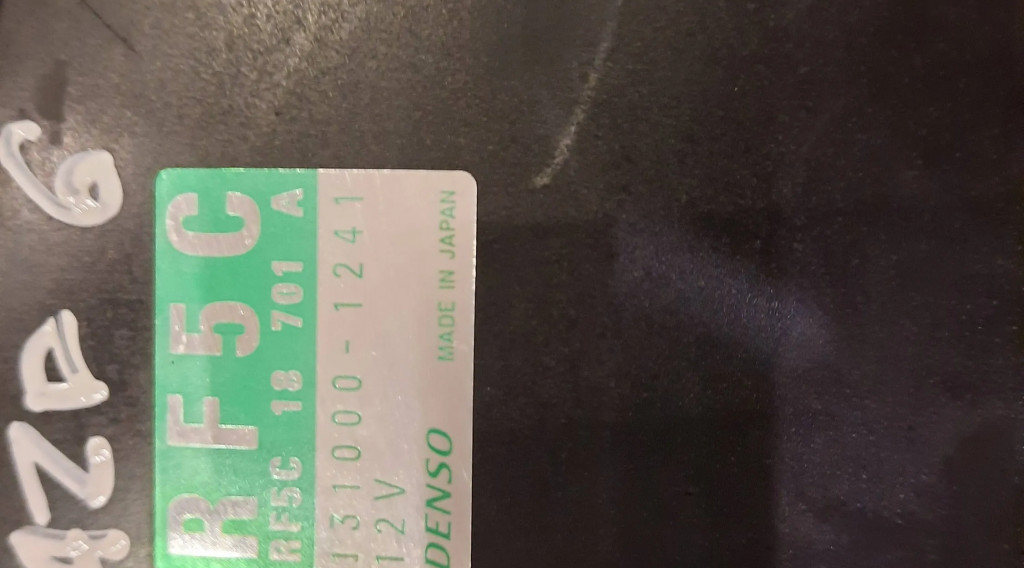 RF5C
RF5C 18 701 A
131000-1241
12V
DENSO MADE IN JAPAN